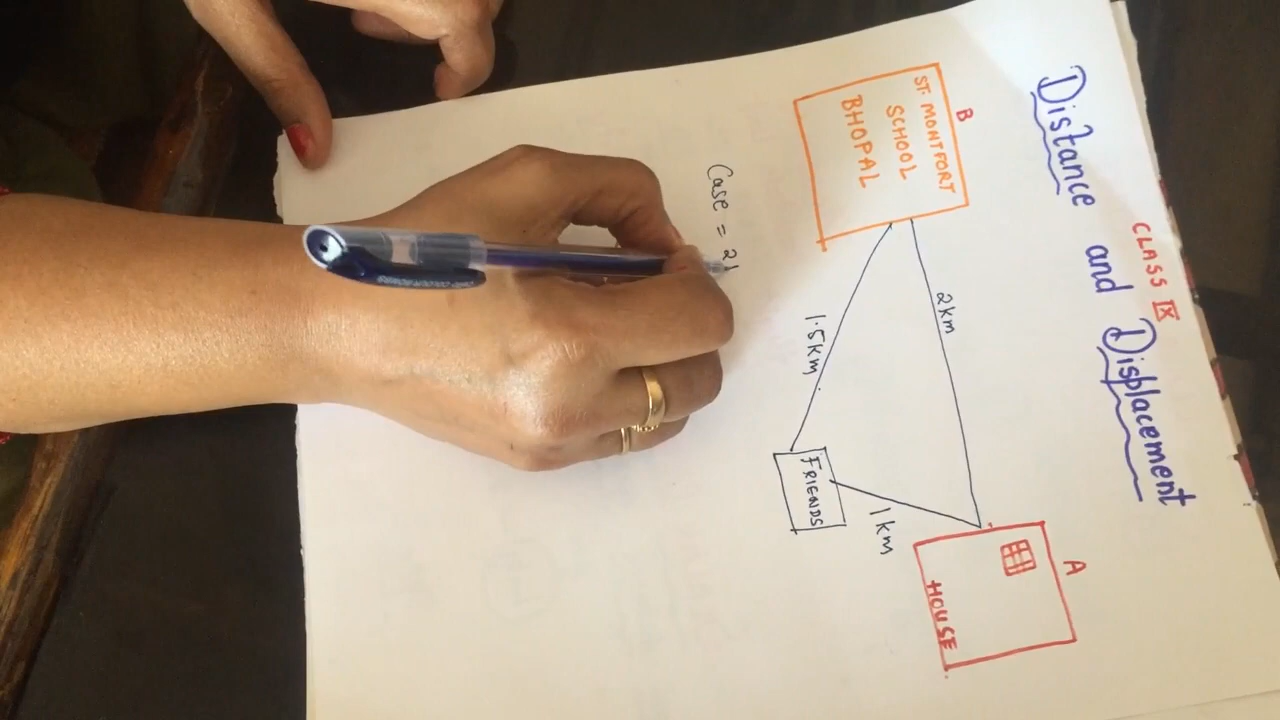 CLASS IX
Distance and Displacement
B
A
ST. MONTFORT
SCHOOL
BHOPAL
2km
HOUSE
1km
1.5km
FRIENDS
Case = 2